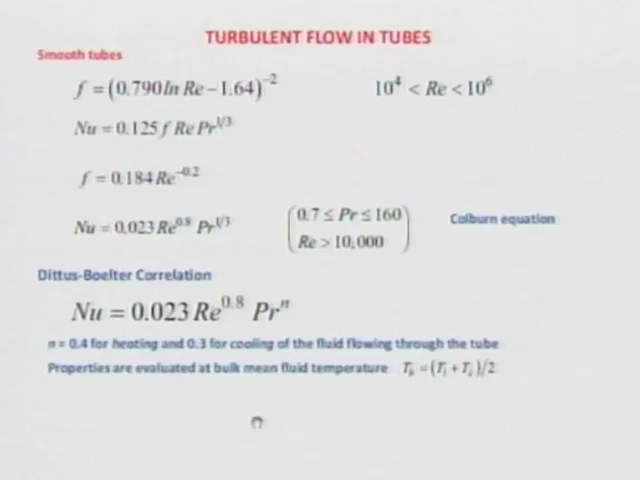 TURBULENT FLOW IN TUBES
Smooth tubes
f = (0.790 ln Re − 1.64)⁻² 10⁴ < Re < 10⁶
Nu = 0.125 f Re Pr^{1/3}
f = 0.184 Re^{−0.2}
Nu = 0.023 Re^{0.8} Pr^{1/3} (0.7 ≤ Pr ≤ 160 Colburn equation
Re > 10,000)
Dittus-Boelter Correlation
Nu = 0.023 Re^{0.8} Pr^n
n = 0.4 for heating and 0.3 for cooling of the fluid flowing through the tube
Properties are evaluated at bulk mean fluid temperature T_b = (T_i + T_e)/2